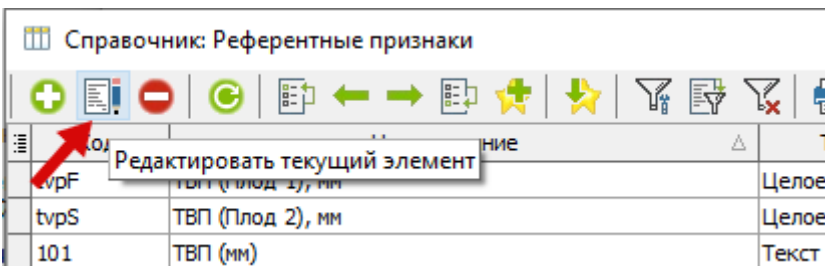 Справочник: Референтные признаки
Редактировать текущий элемент
tvpF ТВП (Плод 1), мм Целое
tvpS ТВП (Плод 2), мм Целое
101 ТВП (мм) Текст